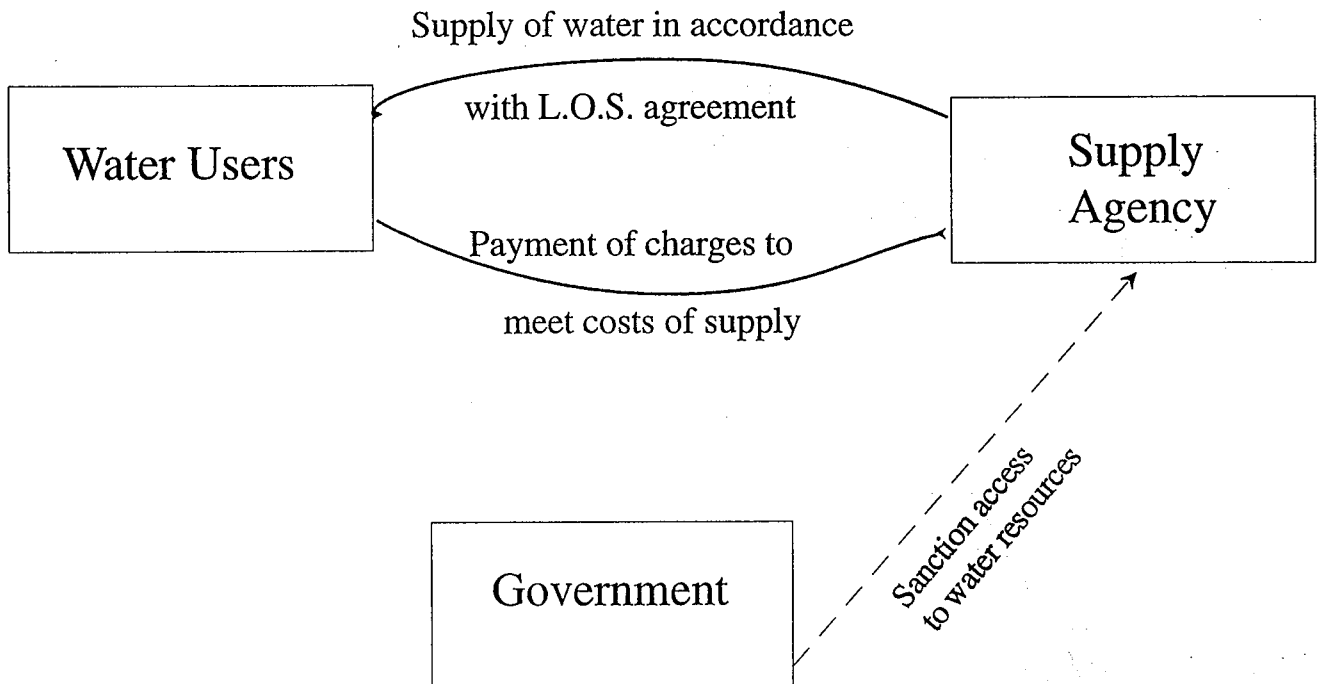 Supply of water in accordance
with L.O.S. agreement
Water Users
Supply
Agency
Payment of charges to
meet costs of supply
Sanction access
to water resources
Government